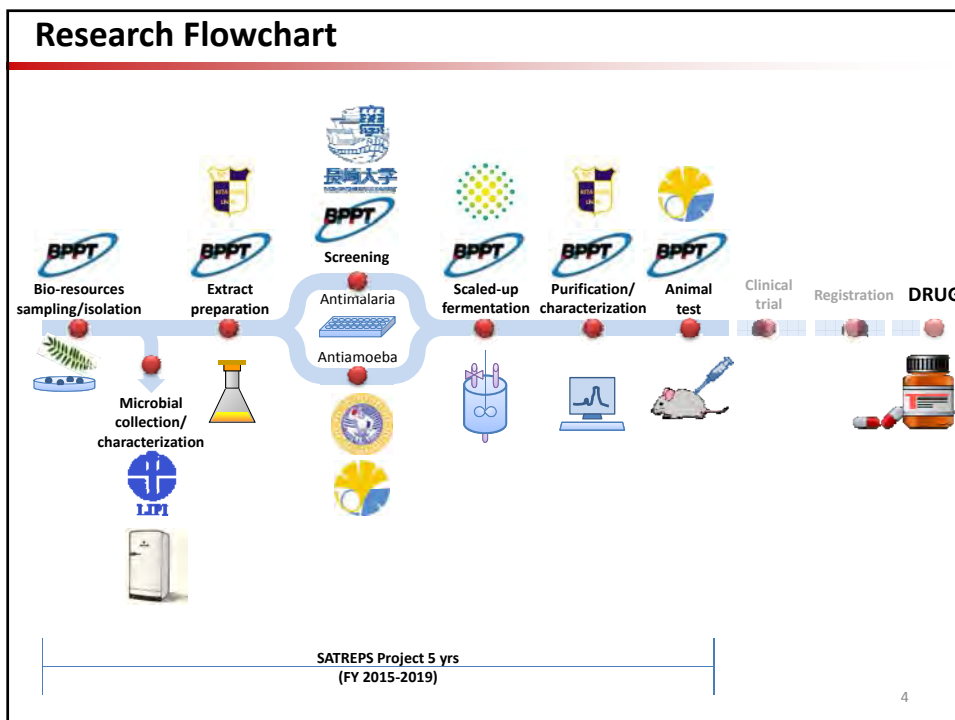 Research Flowchart
長崎大学
BPPT
Screening
BPPT
Bio-resources
sampling/isolation
BPPT
Extract
preparation
Antimalaria
Antiamoeba
BPPT
Scaled-up
fermentation
BPPT
Purification/
characterization
BPPT
Animal
test
Clinical
trial
Registration
DRUG
Microbial
collection/
characterization
LIPI
SATREPS Project 5 yrs
(FY 2015-2019)
4